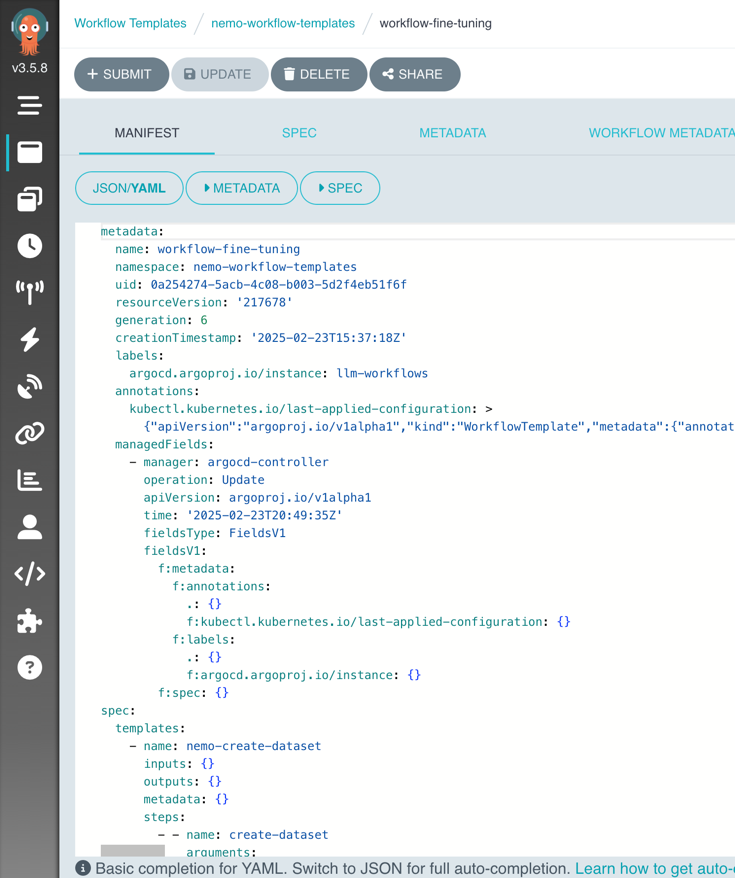 Workflow Templates / nemo-workflow-templates / workflow-fine-tuning
v3.5.8
+ SUBMIT UPDATE DELETE SHARE
MANIFEST SPEC METADATA WORKFLOW METADATA
JSON/YAML METADATA SPEC
metadata:
name: workflow-fine-tuning
namespace: nemo-workflow-templates
uid: 0a254274-5acb-4c08-b003-5d2f4eb51f6f
resourceVersion: '217678'
generation: 6
creationTimestamp: '2025-02-23T15:37:18Z'
labels:
argocd.argoproj.io/instance: llm-workflows
annotations:
kubectl.kubernetes.io/last-applied-configuration: >
{"apiVersion":"argoproj.io/v1alpha1","kind":"WorkflowTemplate","metadata":{"annotat
managedFields:
- manager: argocd-controller
operation: Update
apiVersion: argoproj.io/v1alpha1
time: '2025-02-23T20:49:35Z'
fieldsType: FieldsV1
fieldsV1:
f:metadata:
f:annotations:
.: {}
f:kubectl.kubernetes.io/last-applied-configuration: {}
f:labels:
.: {}
f:argocd.argoproj.io/instance: {}
f:spec: {}
spec:
templates:
- name: nemo-create-dataset
inputs: {}
outputs: {}
metadata: {}
steps:
- - name: create-dataset
arguments:
Basic completion for YAML. Switch to JSON for full auto-completion. Learn how to get auto-